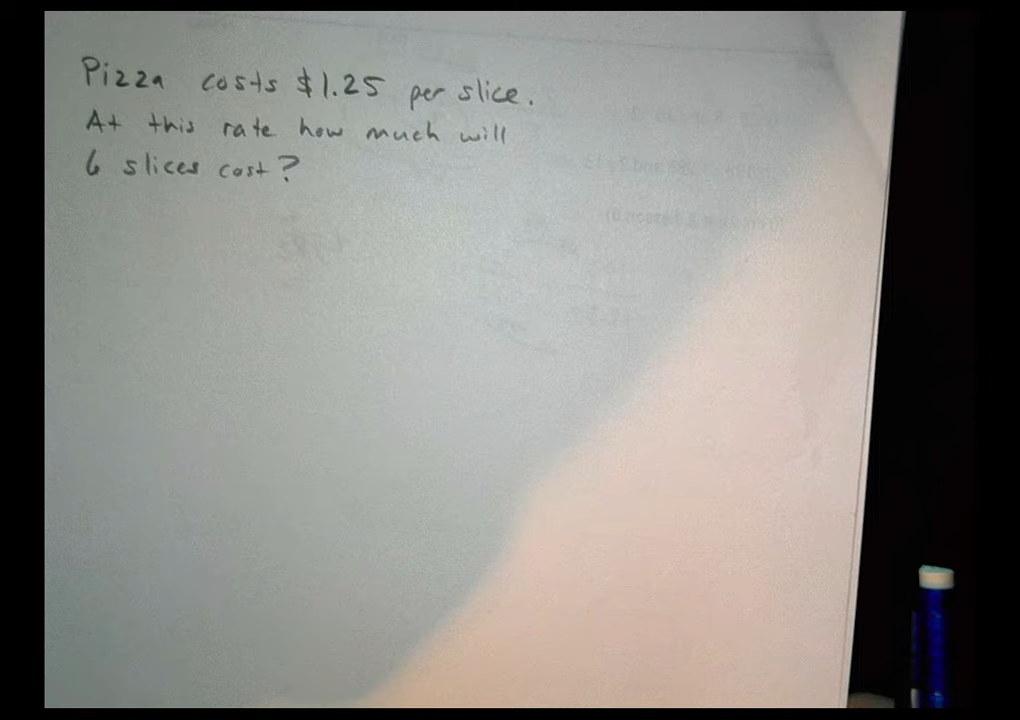 Pizza costs $1.25 per slice.
At this rate how much will
6 slices cost?